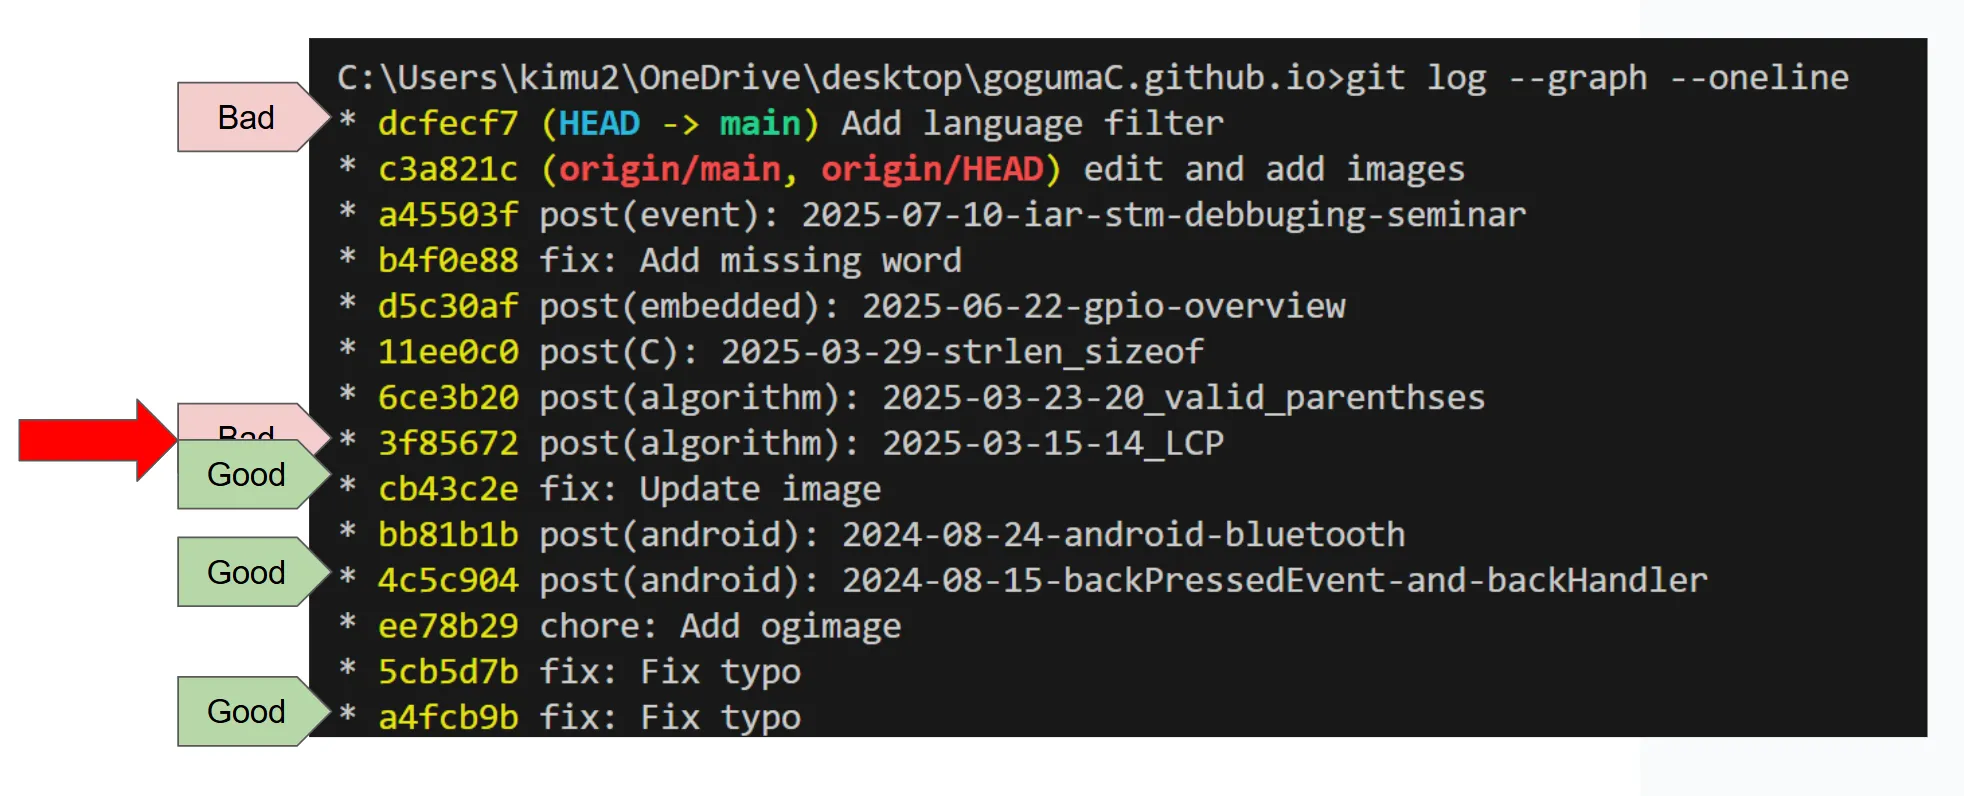 C:\Users\kimu2\OneDrive\desktop\gogumaC.github.io>git log --graph --oneline
Bad
* dcfecf7 (HEAD -> main) Add language filter
* c3a821c (origin/main, origin/HEAD) edit and add images
* a45503f post(event): 2025-07-10-iar-stm-debbuging-seminar
* b4f0e88 fix: Add missing word
* d5c30af post(embedded): 2025-06-22-gpio-overview
* 11ee0c0 post(C): 2025-03-29-strlen_sizeof
* 6ce3b20 post(algorithm): 2025-03-23-20_valid_parenthses
Bad
* 3f85672 post(algorithm): 2025-03-15-14_LCP
Good
* cb43c2e fix: Update image
* bb81b1b post(android): 2024-08-24-android-bluetooth
Good
* 4c5c904 post(android): 2024-08-15-backPressedEvent-and-backHandler
* ee78b29 chore: Add ogimage
* 5cb5d7b fix: Fix typo
Good
* a4fcb9b fix: Fix typo